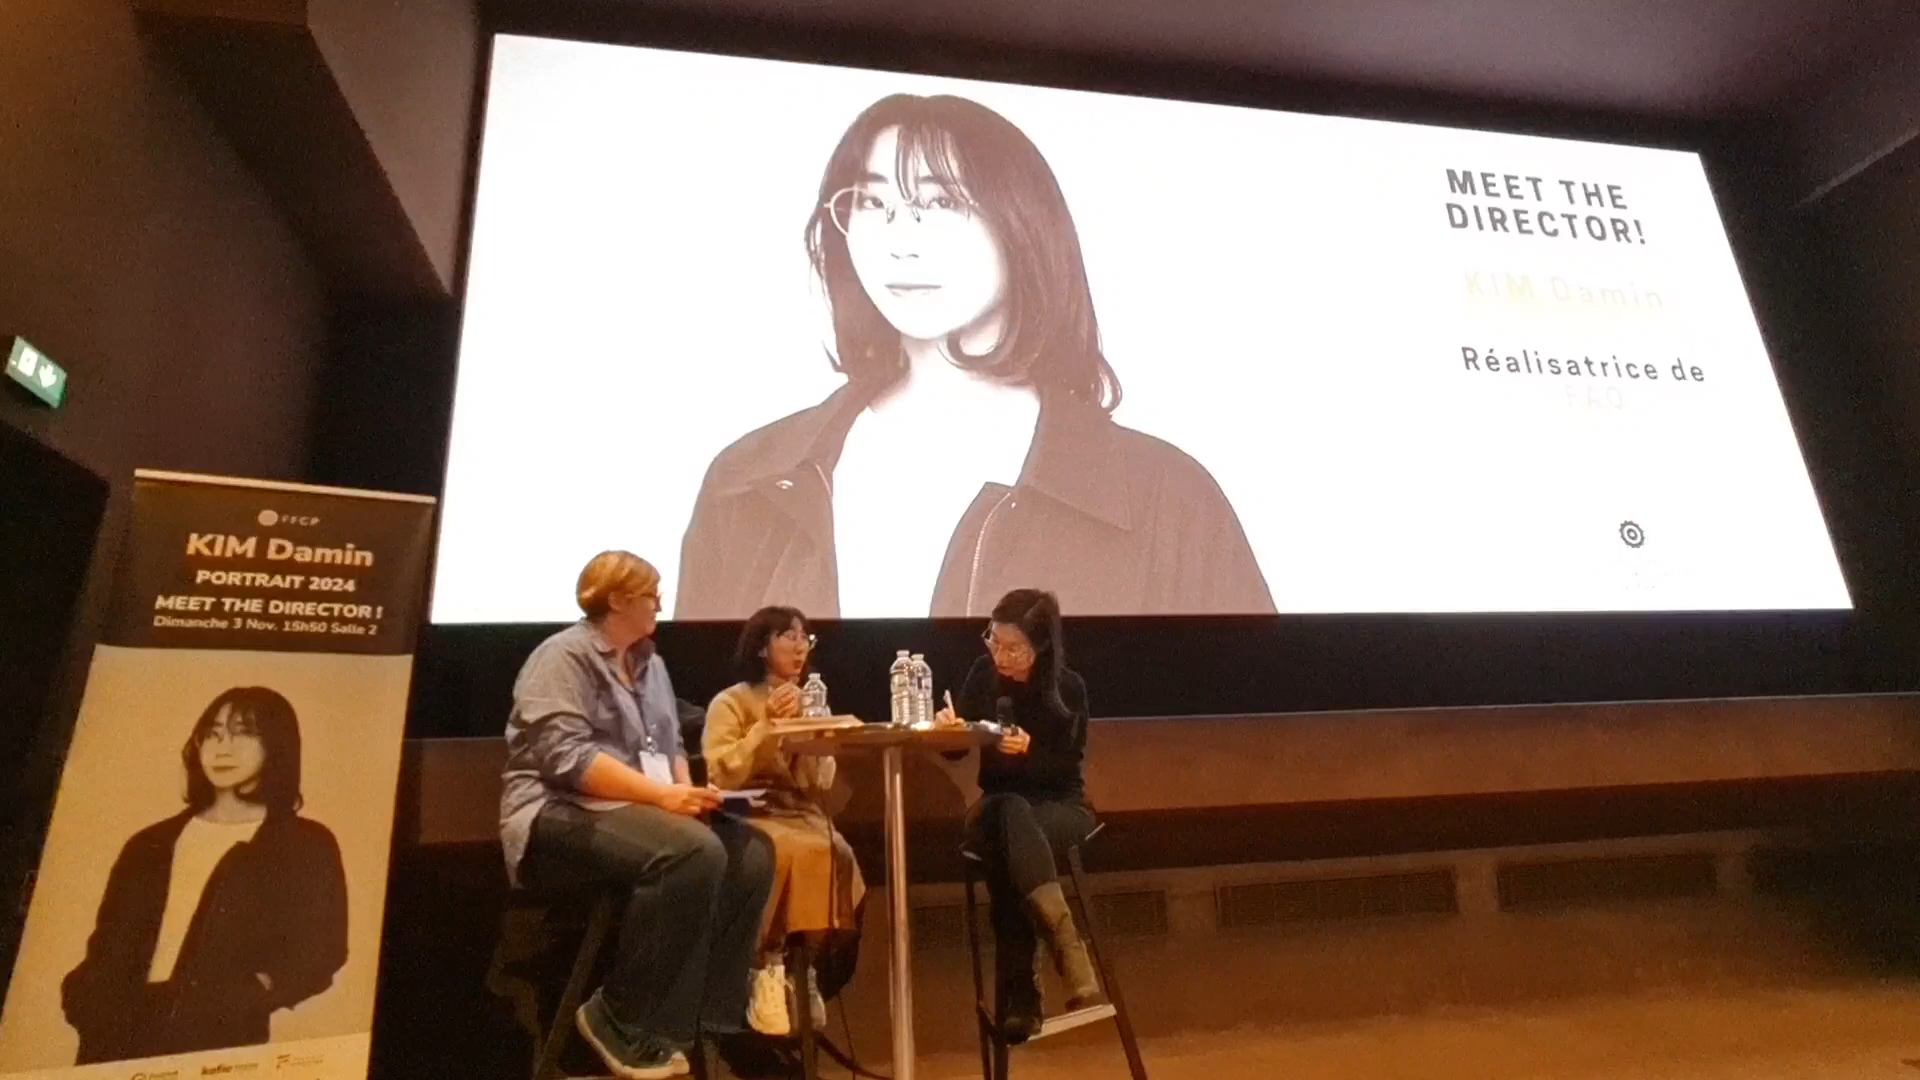 MEET THE
DIRECTOR!
KIM Damin
Réalisatrice de
FAQ
FFCP
KIM Damin
PORTRAIT 2024
MEET THE DIRECTOR !
Dimanche 3 Nov. 15h50 Salle 2
kofic